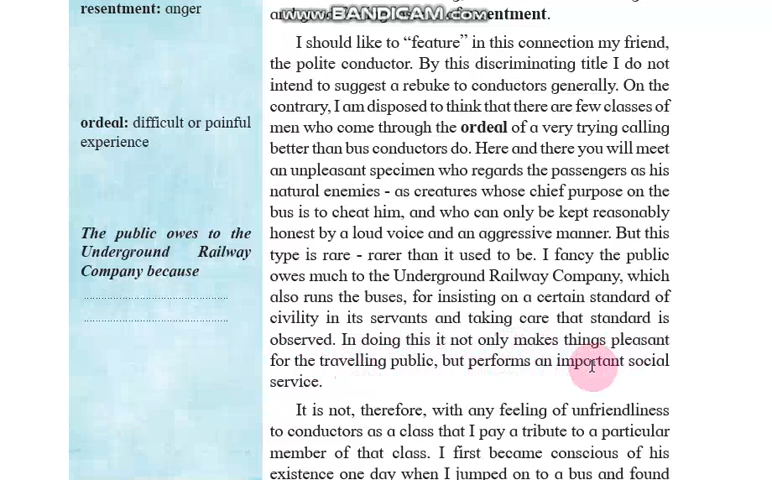 resentment: anger
ordeal: difficult or painful
experience
The public owes to the
Underground Railway
Company because
www.BANDICAM.com
entment.
I should like to “feature” in this connection my friend,
the polite conductor. By this discriminating title I do not
intend to suggest a rebuke to conductors generally. On the
contrary, I am disposed to think that there are few classes of
men who come through the ordeal of a very trying calling
better than bus conductors do. Here and there you will meet
an unpleasant specimen who regards the passengers as his
natural enemies - as creatures whose chief purpose on the
bus is to cheat him, and who can only be kept reasonably
honest by a loud voice and an aggressive manner. But this
type is rare - rarer than it used to be. I fancy the public
owes much to the Underground Railway Company, which
also runs the buses, for insisting on a certain standard of
civility in its servants and taking care that standard is
observed. In doing this it not only makes things pleasant
for the travelling public, but performs an important social
service.
It is not, therefore, with any feeling of unfriendliness
to conductors as a class that I pay a tribute to a particular
member of that class. I first became conscious of his
existence one day when I jumped on to a bus and found